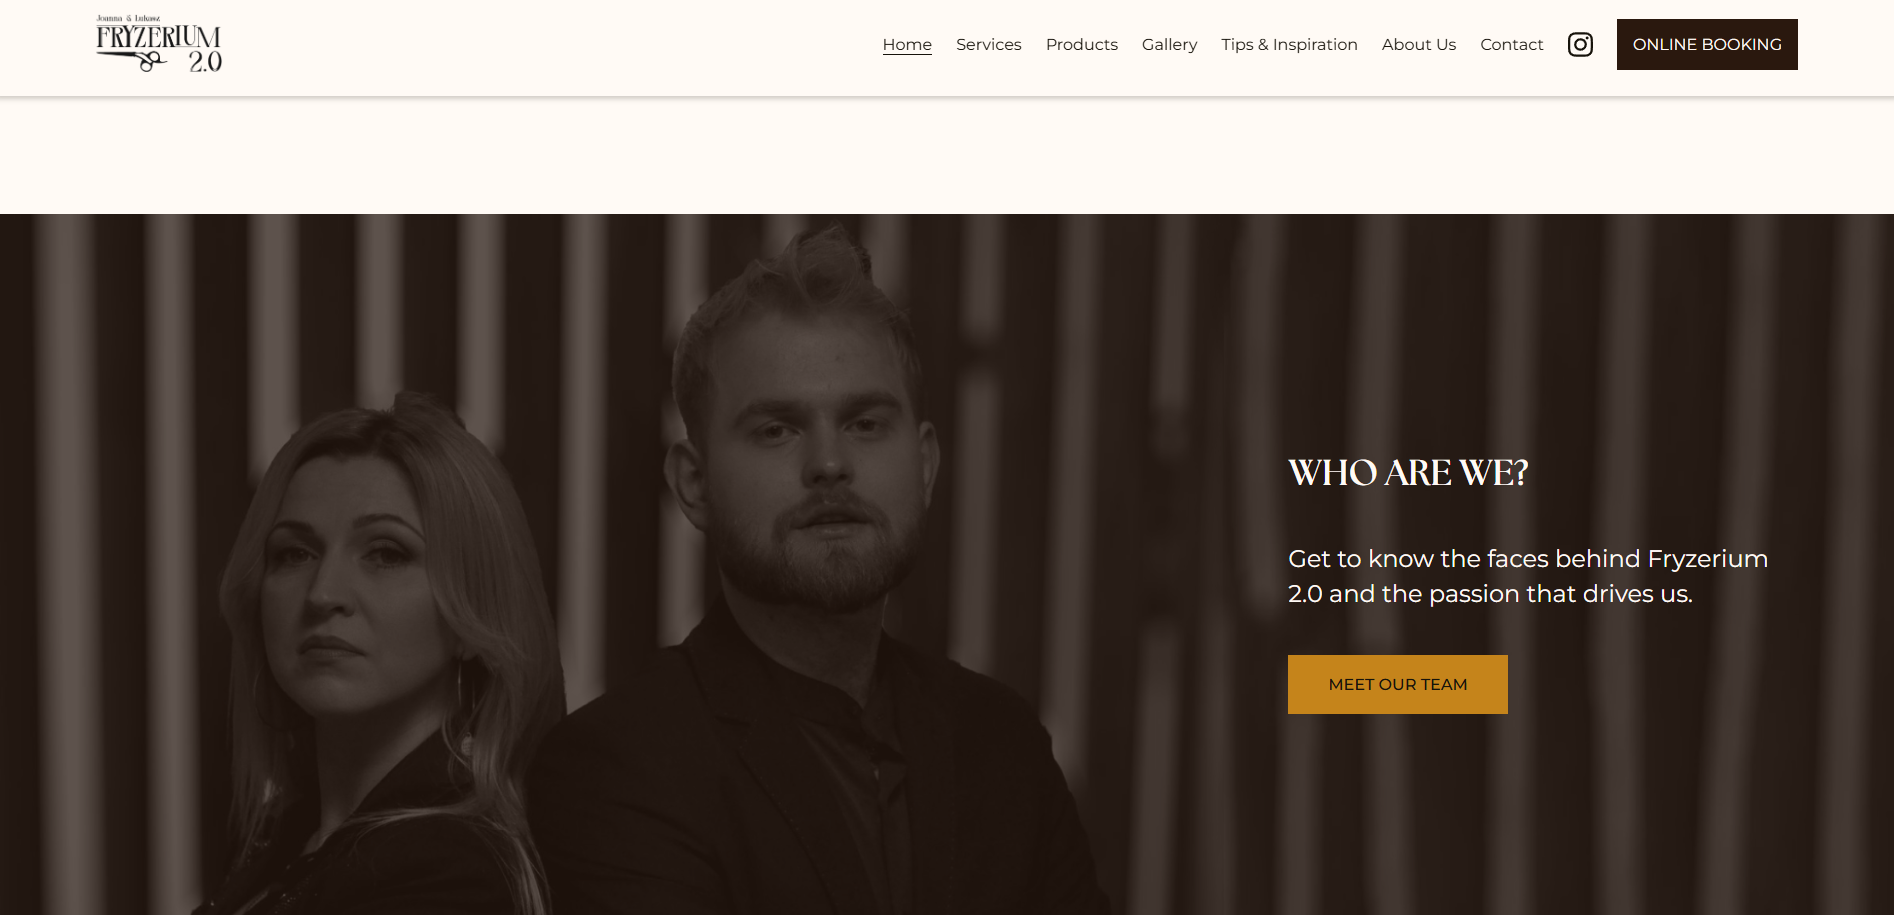 Joanna & Lukasz
FRYZERIUM
2.0
Home Services Products Gallery Tips & Inspiration About Us Contact ONLINE BOOKING
WHO ARE WE?
Get to know the faces behind Fryzerium
2.0 and the passion that drives us.
MEET OUR TEAM